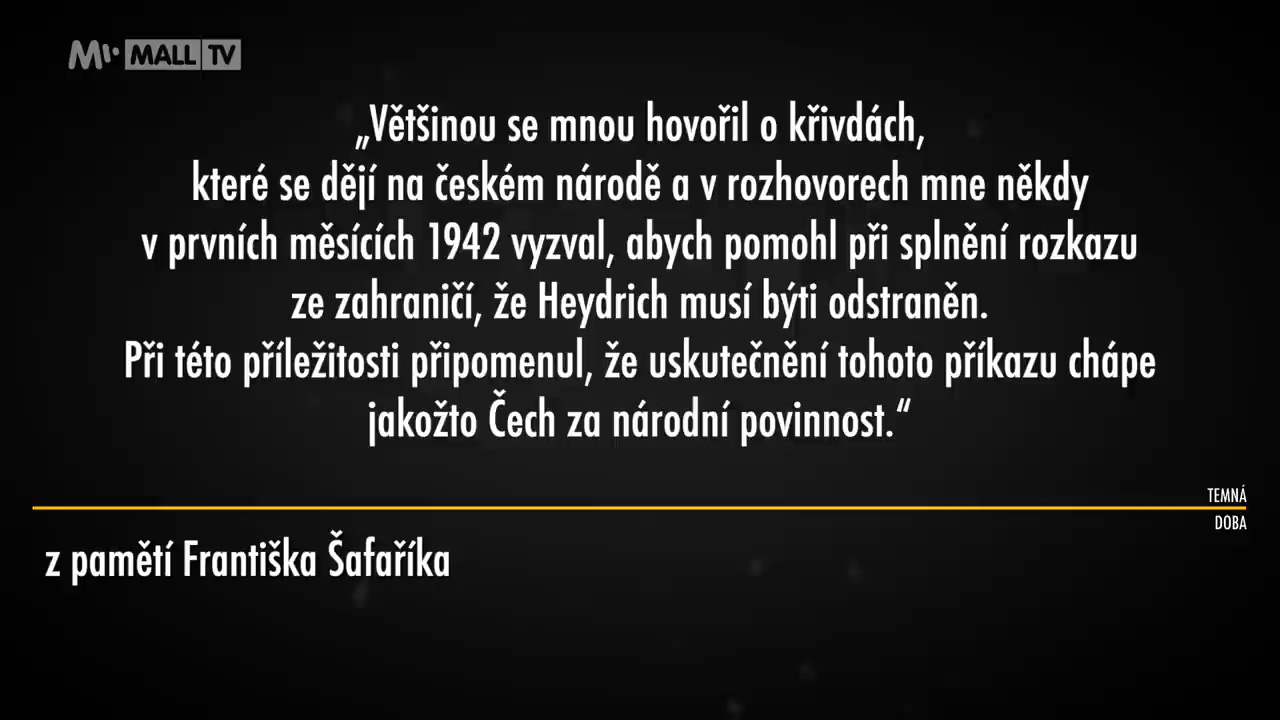 MALL TV
„Většinou se mnou hovořil o křivdách,
které se dějí na českém národě a v rozhovorech mne někdy
v prvních měsících 1942 vyzval, abych pomohl při splnění rozkazu
ze zahraničí, že Heydrich musí býti odstraněn.
Při této příležitosti připomenul, že uskutečnění tohoto příkazu chápe
jakožto Čech za národní povinnost.“
TEMNÁ
DOBA
z pamětí Františka Šafaříka